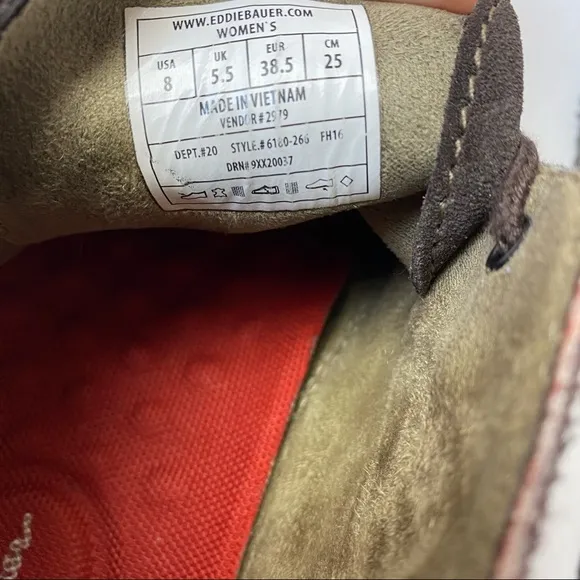 WWW.EDDIEBAUER.COM
WOMEN`S
USA UK EUR CM
8 5.5 38.5 25
MADE IN VIETNAM
VENDOR#2979
DEPT.#20 STYLE.#6180-266 FH16
DRN#9XX20037